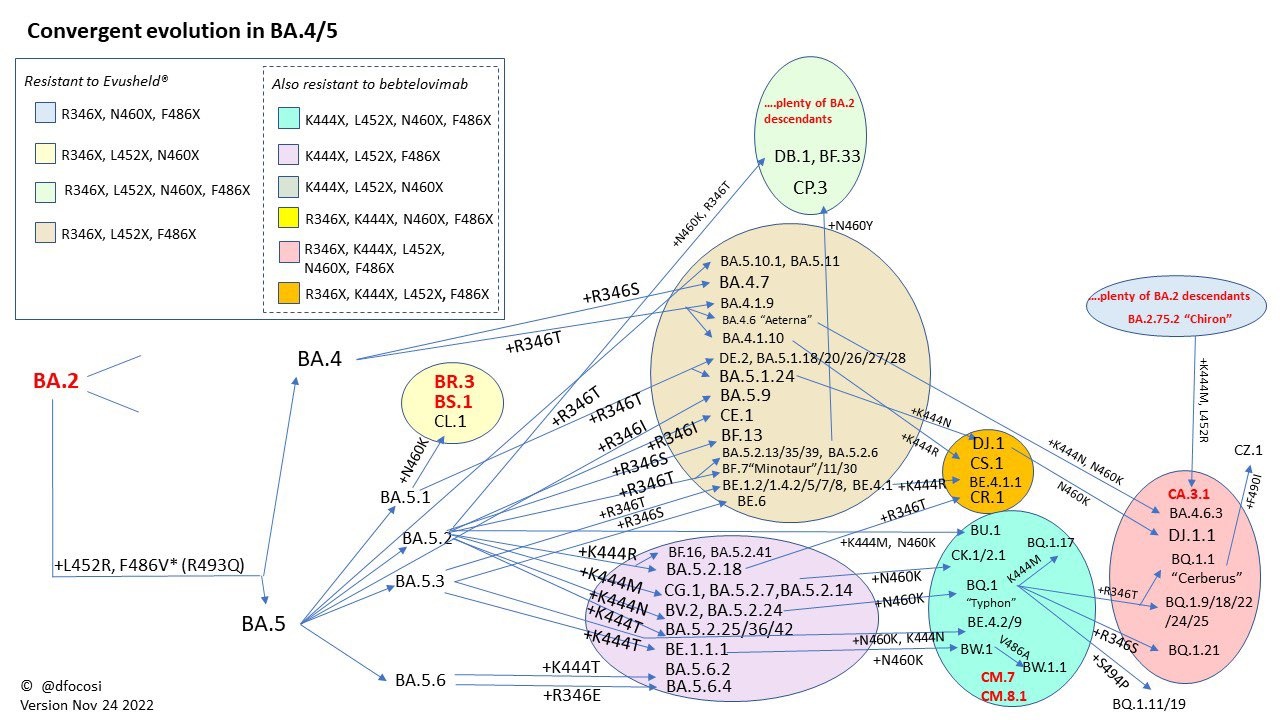 Convergent evolution in BA.4/5
Resistant to Evusheld®
R346X, N460X, F486X
R346X, L452X, N460X
R346X, L452X, N460X, F486X
R346X, L452X, F486X
Also resistant to bebtelovimab
K444X, L452X, N460X, F486X
K444X, L452X, F486X
K444X, L452X, N460X
R346X, K444X, N460X, F486X
R346X, K444X, L452X,
N460X, F486X
R346X, K444X, L452X, F486X
....plenty of BA.2
descendants
DB.1, BF.33
CP.3
+N460K, R346T
+N460Y
BA.5.10.1, BA.5.11
BA.4.7
BA.4.1.9
BA.4.6 “Aeterna”
BA.4.1.10
DE.2, BA.5.1.18/20/26/27/28
BA.5.1.24
BA.5.9
CE.1
BF.13
BA.5.2.13/35/39, BA.5.2.6
BF.7“Minotaur”/11/30
BE.1.2/1.4.2/5/7/8, BE.4.1
BE.6
+R346S
+R346T
BA.2
BA.4
BR.3
BS.1
CL.1
+N460K
BA.5.1
BA.5.2
BA.5.3
+L452R, F486V* (R493Q)
BA.5
BA.5.6
+R346T
+R346T
+R346I
+R346I
+R346S
+R346T
+R346T
+R346S
+K444R
+K444M
+K444N
+K444T
+K444T
+K444T
+R346E
BF.16, BA.5.2.41
BA.5.2.18
CG.1, BA.5.2.7,BA.5.2.14
BV.2, BA.5.2.24
BA.5.2.25/36/42
BE.1.1.1
BA.5.6.2
BA.5.6.4
+K444N
+K444R
+K444R
+R346T
+K444M, N460K
+N460K
+N460K
+N460K, K444N
+N460K
DJ.1
CS.1
BE.4.1.1
CR.1
BU.1
BQ.1.17
CK.1/2.1
K444M
BQ.1
“Typhon”
BE.4.2/9
BW.1
V486A
BW.1.1
CM.7
CM.8.1
....plenty of BA.2 descendants
BA.2.75.2 “Chiron”
+K444M, L452R
+K444N, N460K
N460K
CZ.1
+F490I
CA.3.1
BA.4.6.3
DJ.1.1
BQ.1.1
“Cerberus”
BQ.1.9/18/22
/24/25
BQ.1.21
+R346T
+R346S
+S494P
BQ.1.11/19
© @dfocosi
Version Nov 24 2022